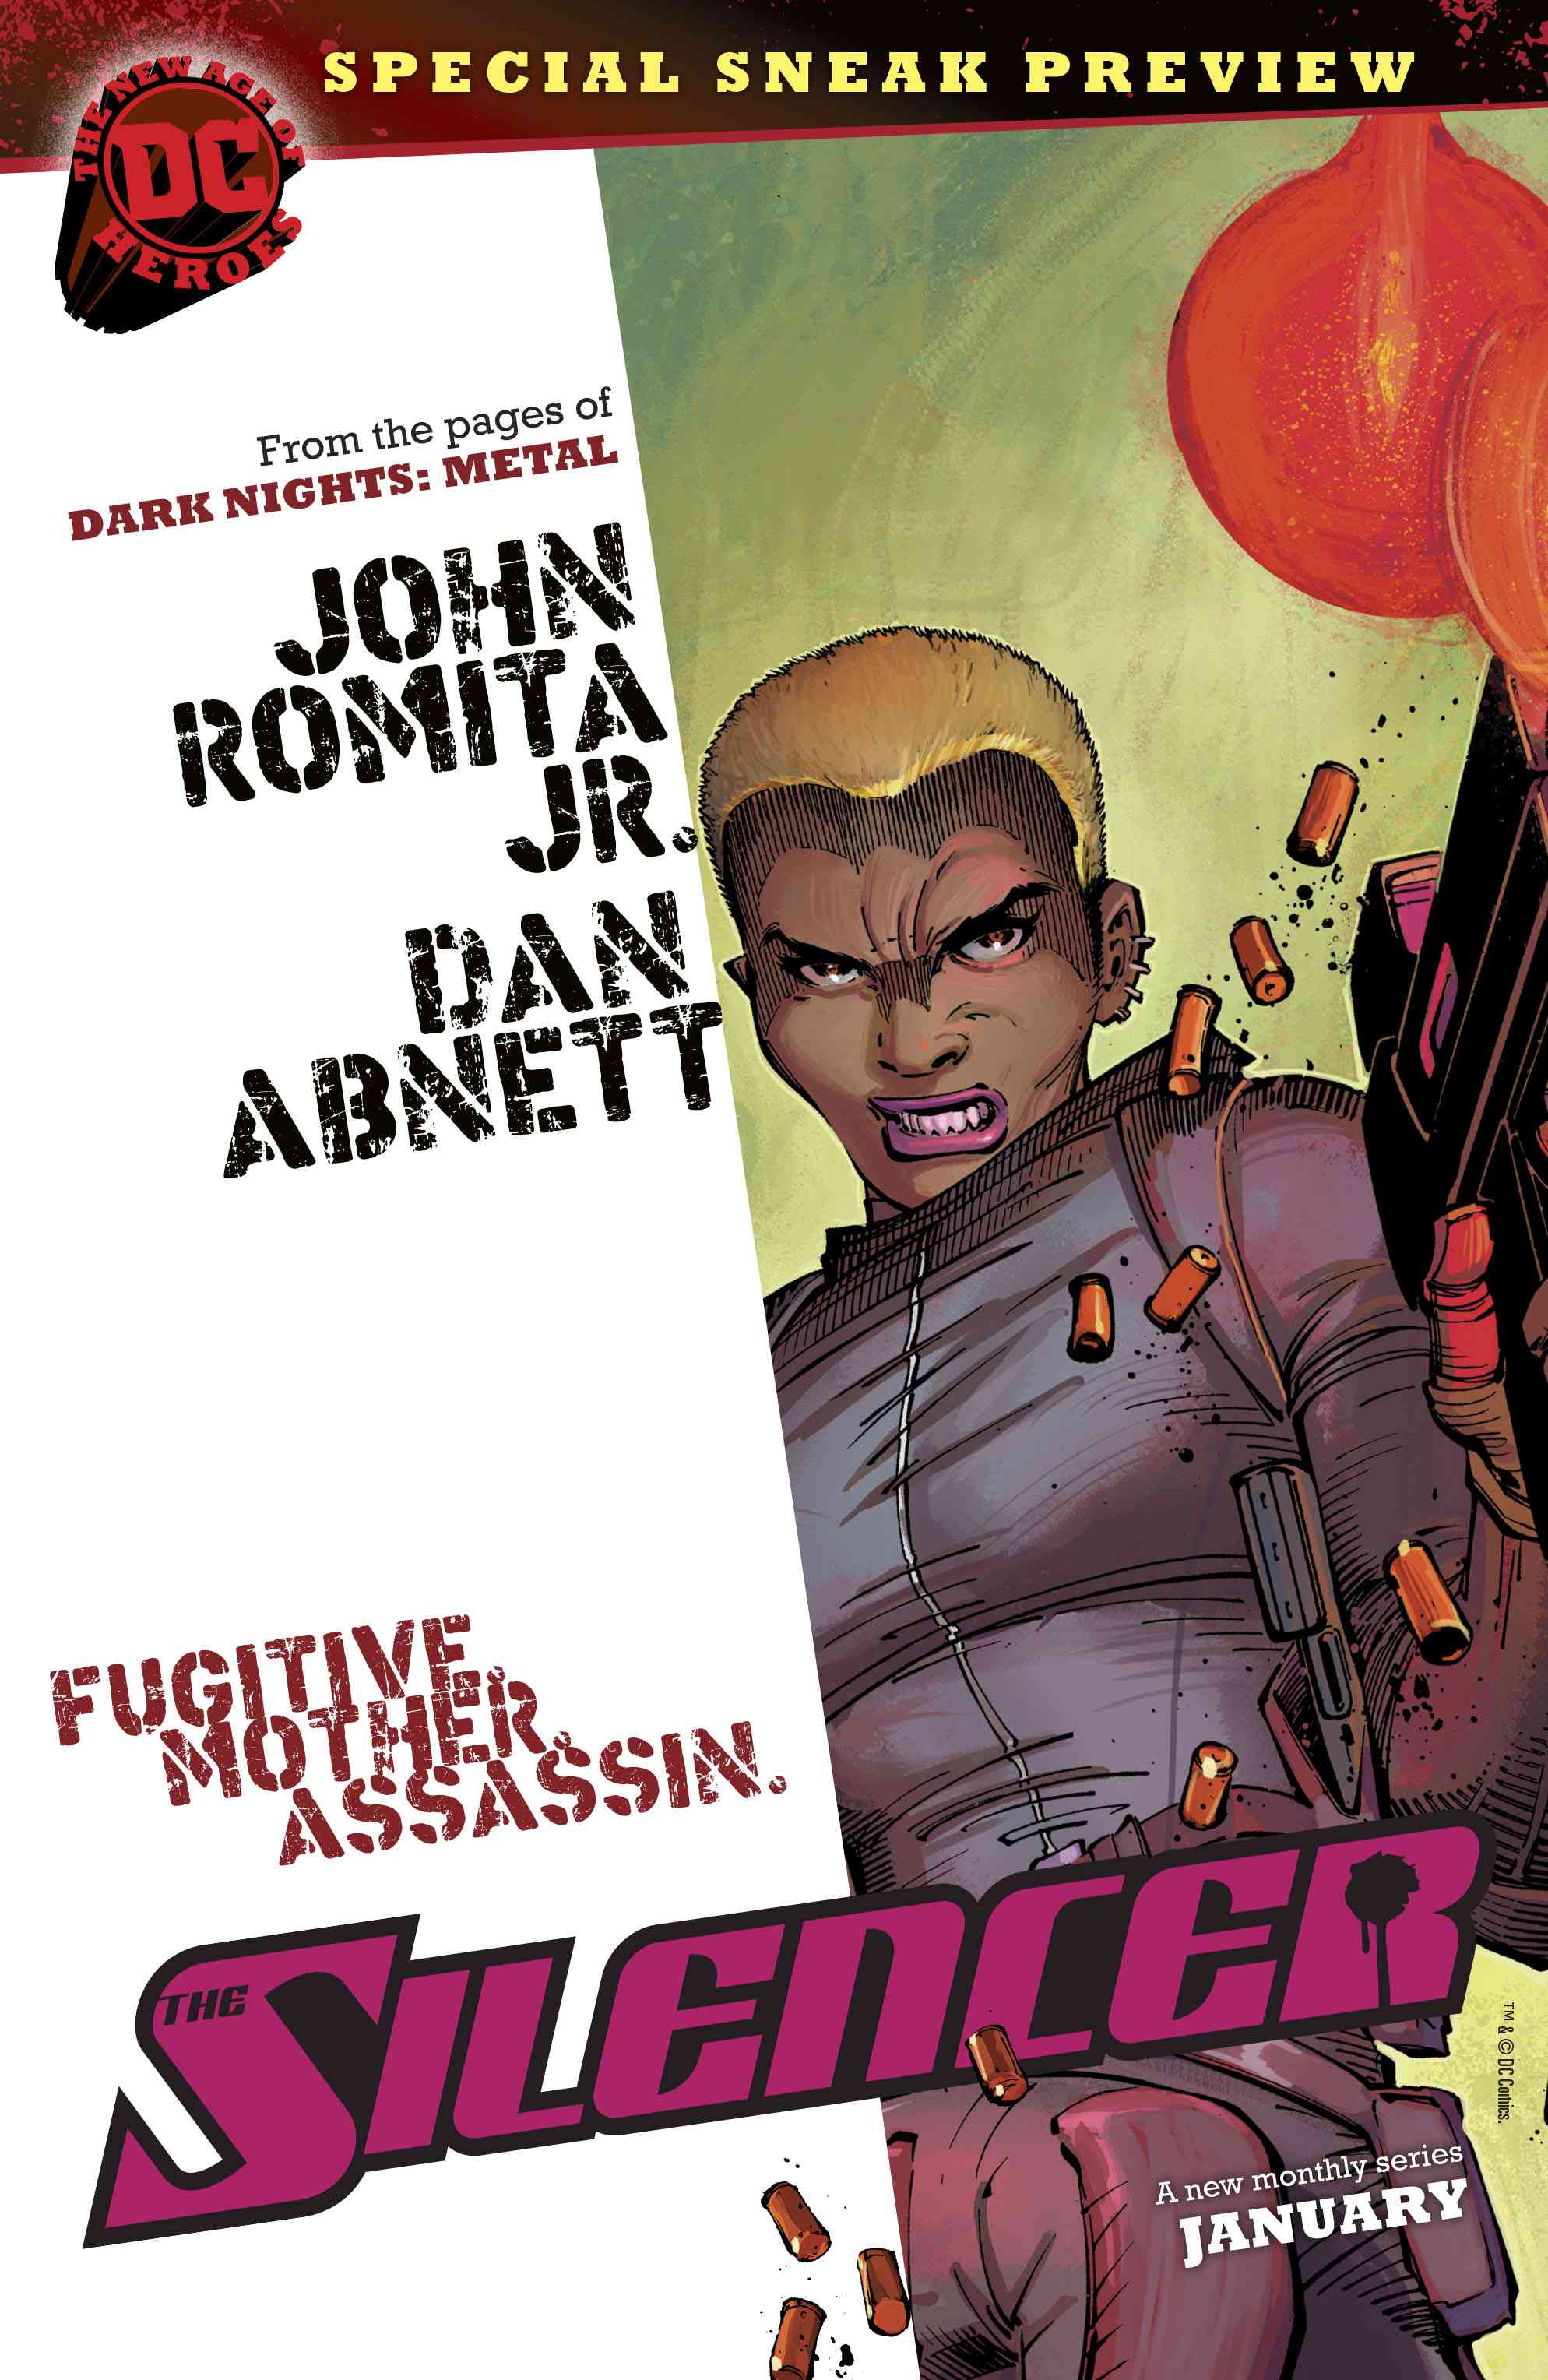 SPECIAL SNEAK PREVIEW
THE NEW AGE OF
DC
HEROES
From the pages of
DARK NIGHTS: METAL
JOHN
ROMITA
JR.
DAN
ABNETT
FUGITIVE.
MOTHER.
ASSASSIN.
THE
SILENCER
™ & © DC Comics.
A new monthly series
JANUARY